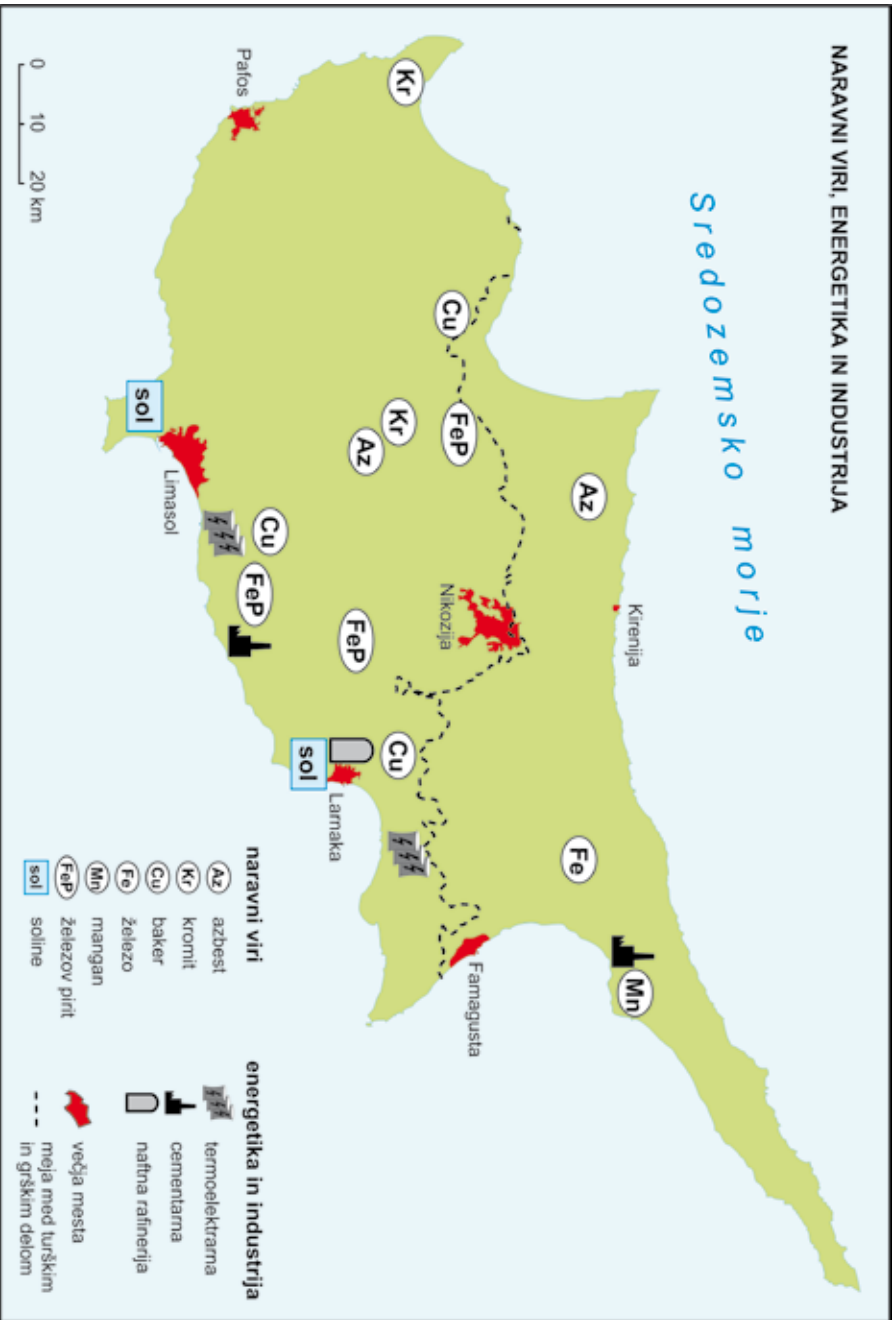 NARAVNI VIRI, ENERGETIKA IN INDUSTRIJA
Sredozemsko morje
Kirenija
Az
Mn
Fe
Nikozija
Famagusta
Kr
Cu
FeP
Kr
Az
FeP
Cu
Larnaka
sol
Cu
FeP
Pafos
Limasol
sol
0 10 20 km
naravni viri
Az azbest
Kr kromit
Cu baker
Fe železo
Mn mangan
FeP železov pirit
sol soline
energetika in industrija
termoelektrarna
cementarna
naftna rafinerija
večja mesta
meja med turškim
in grškim delom